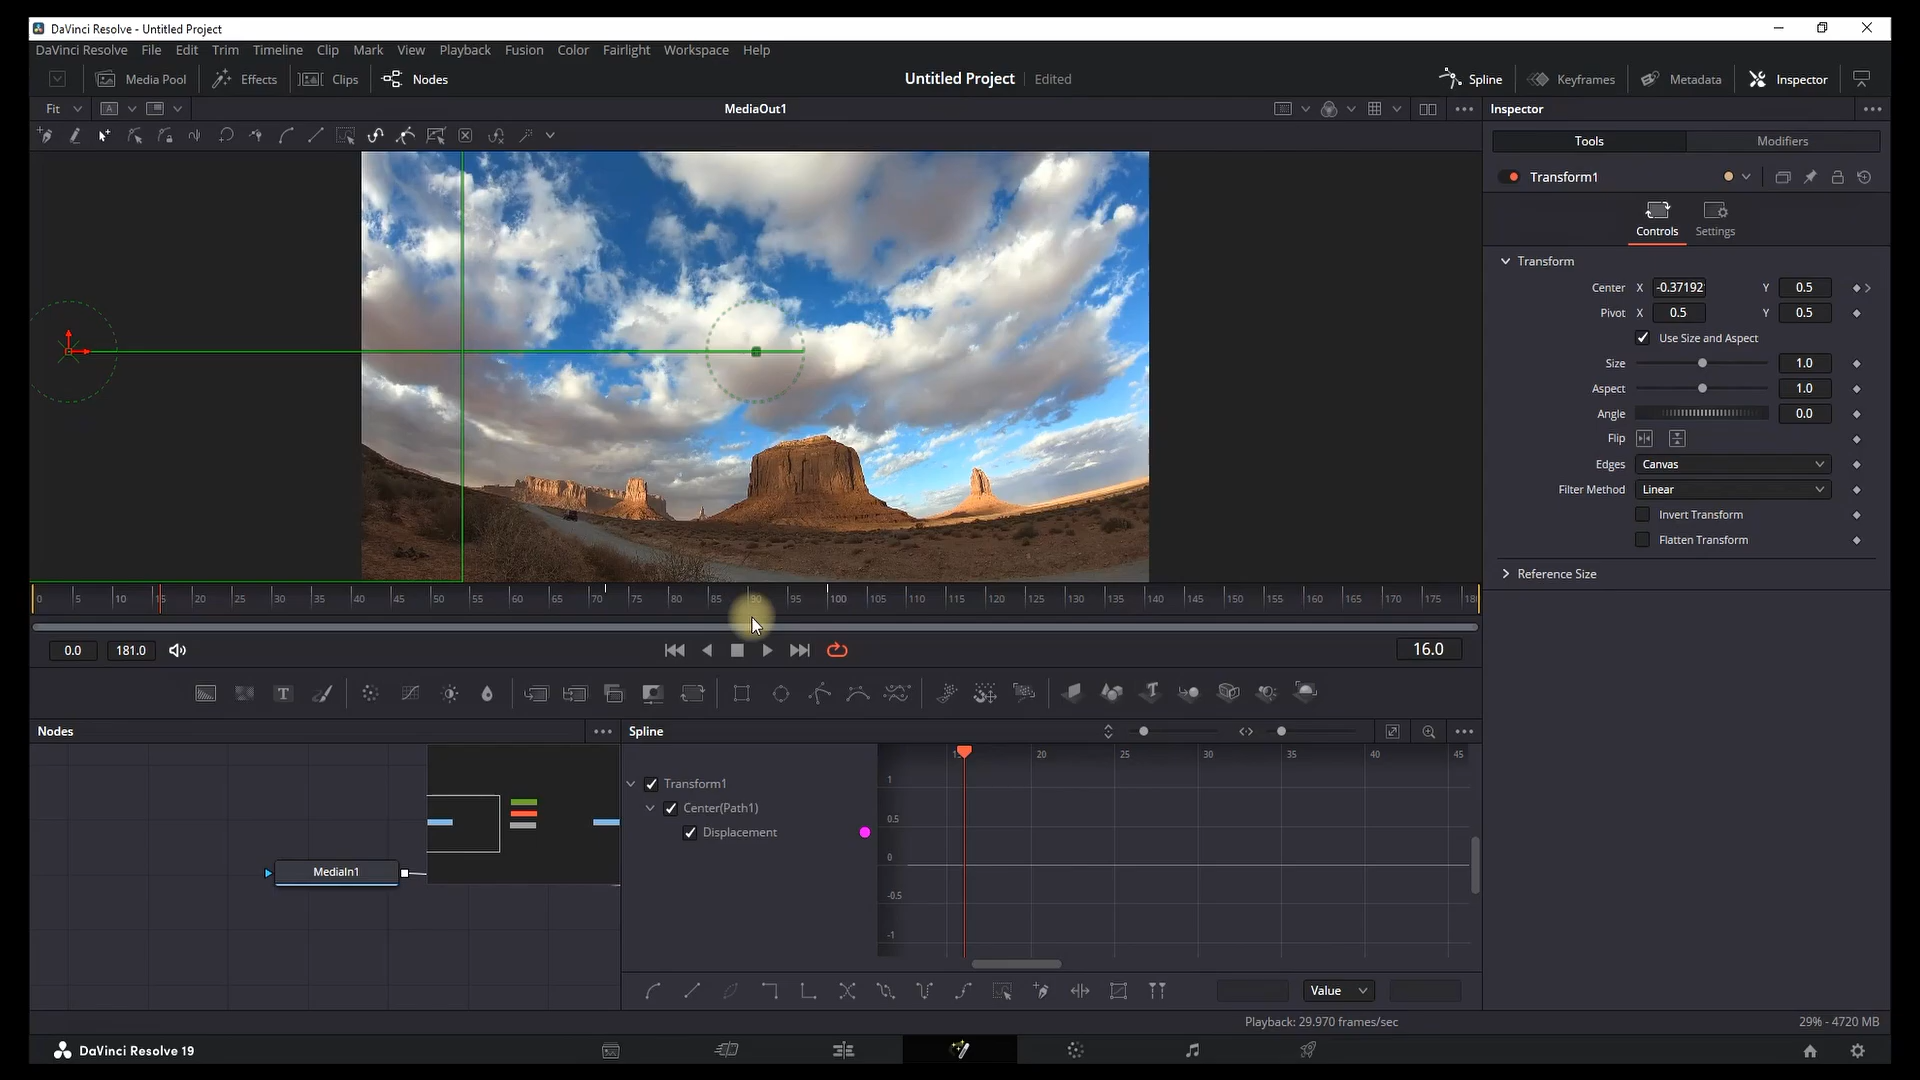 DaVinci Resolve - Untitled Project
DaVinci Resolve File Edit Trim Timeline Clip Mark View Playback Fusion Color Fairlight Workspace Help
Media Pool Effects Clips Nodes Untitled Project Edited Spline Keyframes Metadata Inspector
Fit A MediaOut1 Inspector
Tools Modifiers
Transform1
Controls Settings
Transform
Center X -0.37192 Y 0.5
Pivot X 0.5 Y 0.5
Use Size and Aspect
Size 1.0
Aspect 1.0
Angle 0.0
Flip
Edges Canvas
Filter Method Linear
Invert Transform
Flatten Transform
Reference Size
0 5 10 15 20 25 30 35 40 45 50 55 60 65 70 75 80 85 90 95 100 105 110 115 120 125 130 135 140 145 150 155 160 165 170 175
0.0 181.0 16.0
T T
Nodes Spline
20 25 30 35 40 45
1
0.5
0
-0.5
-1
Transform1
Center(Path1)
Displacement
MediaIn1
Value
Playback: 29.970 frames/sec 29% - 4720 MB
DaVinci Resolve 19